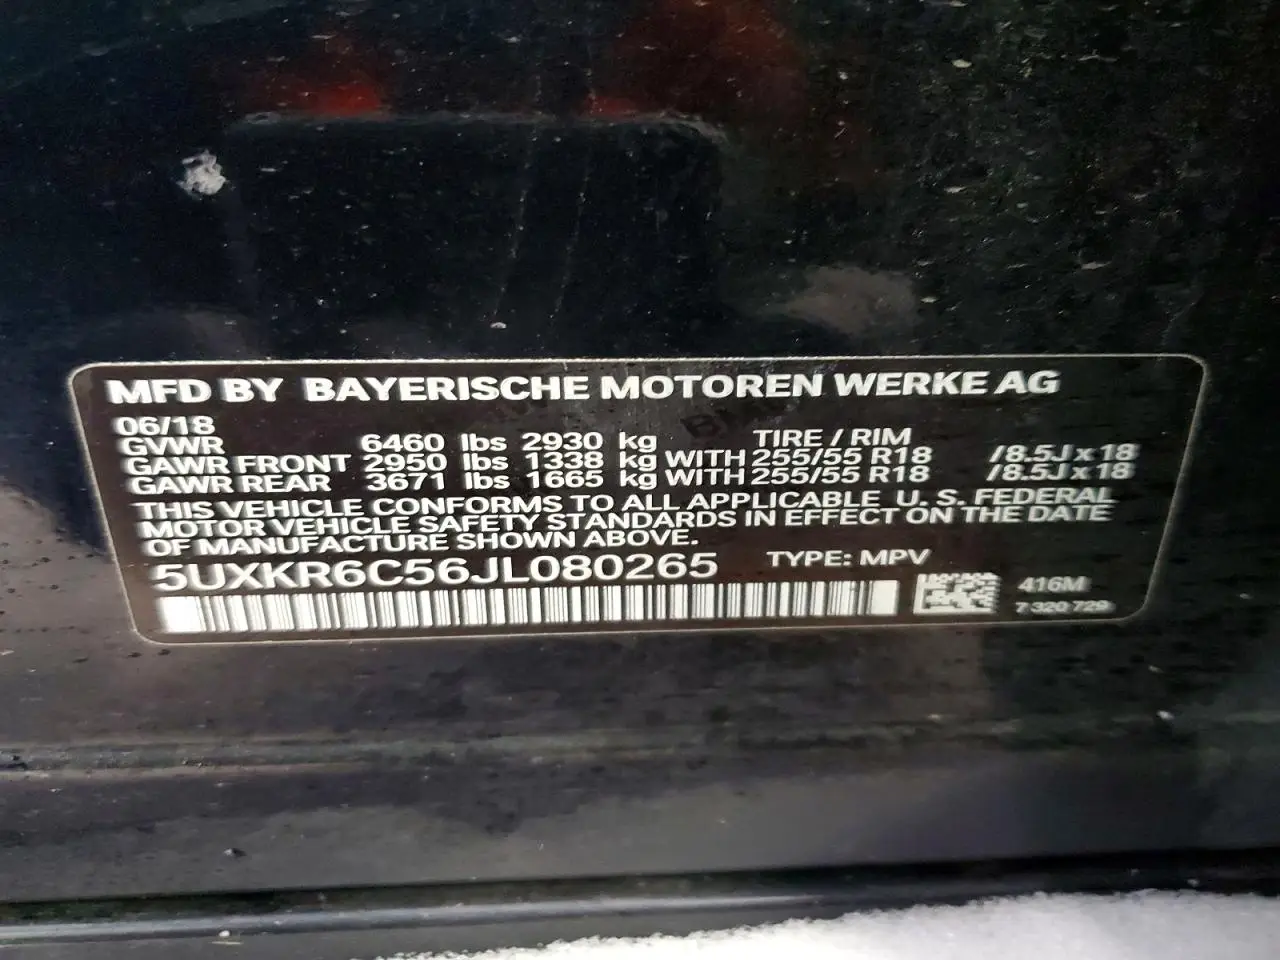 MFD BY BAYERISCHE MOTOREN WERKE AG
06/18
GVWR 6460 lbs 2930 kg TIRE / RIM
GAWR FRONT 2950 lbs 1338 kg WITH 255/55 R18 /8.5J x 18
GAWR REAR 3671 lbs 1665 kg WITH 255/55 R18 /8.5J x 18
THIS VEHICLE CONFORMS TO ALL APPLICABLE U. S. FEDERAL
MOTOR VEHICLE SAFETY STANDARDS IN EFFECT ON THE DATE
OF MANUFACTURE SHOWN ABOVE.
5UXKR6C56JL080265 TYPE: MPV
416M
7 320 729